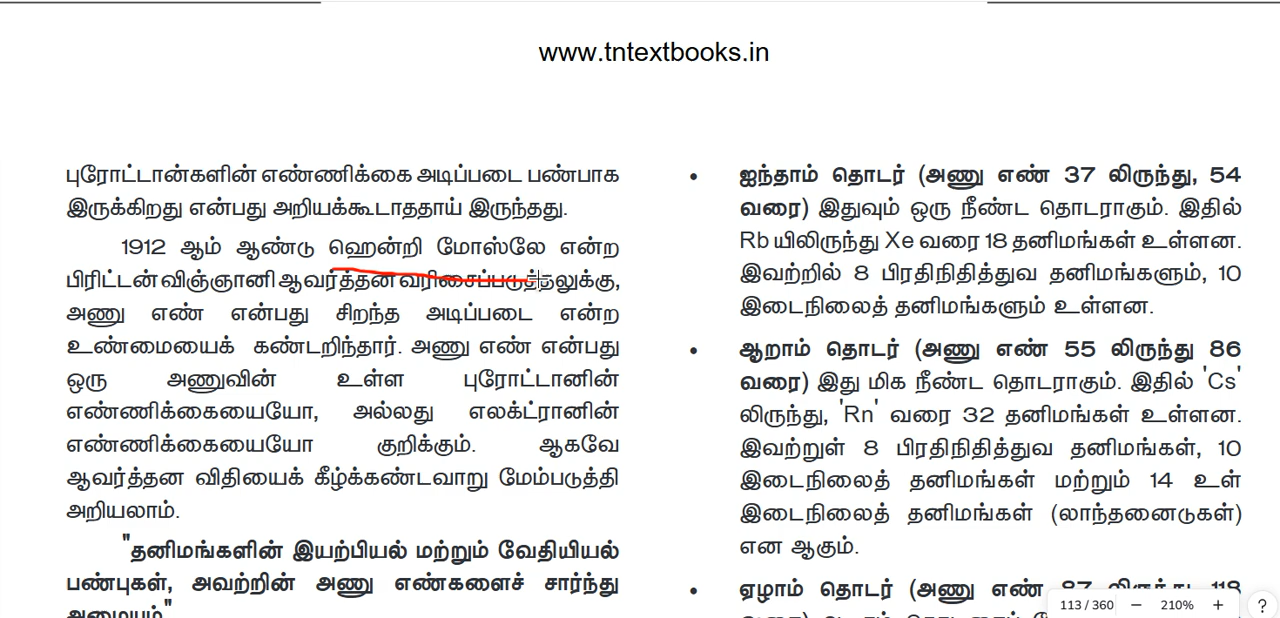 www.tntextbooks.in
புரோட்டான்களின் எண்ணிக்கை அடிப்படை பண்பாக
இருக்கிறது என்பது அறியக்கூடாததாய் இருந்தது.
1912 ஆம் ஆண்டு ஹென்றி மோஸ்லே என்ற
பிரிட்டன் விஞ்ஞானி ஆவர்த்தன வரிசைப்படுத்தலுக்கு,
அணு எண் என்பது சிறந்த அடிப்படை என்ற
உண்மையைக் கண்டறிந்தார். அணு எண் என்பது
ஒரு அணுவின் உள்ள புரோட்டானின்
எண்ணிக்கையையோ, அல்லது எலக்ட்ரானின்
எண்ணிக்கையையோ குறிக்கும். ஆகவே
ஆவர்த்தன விதியைக் கீழ்க்கண்டவாறு மேம்படுத்தி
அறியலாம்.
"தனிமங்களின் இயற்பியல் மற்றும் வேதியியல்
பண்புகள், அவற்றின் அணு எண்களைச் சார்ந்து
அமையும்"
• ஐந்தாம் தொடர் (அணு எண் 37 லிருந்து, 54
வரை) இதுவும் ஒரு நீண்ட தொடராகும். இதில்
Rb யிலிருந்து Xe வரை 18 தனிமங்கள் உள்ளன.
இவற்றில் 8 பிரதிநிதித்துவ தனிமங்களும், 10
இடைநிலைத் தனிமங்களும் உள்ளன.
• ஆறாம் தொடர் (அணு எண் 55 லிருந்து 86
வரை) இது மிக நீண்ட தொடராகும். இதில் 'Cs'
லிருந்து, 'Rn' வரை 32 தனிமங்கள் உள்ளன.
இவற்றுள் 8 பிரதிநிதித்துவ தனிமங்கள், 10
இடைநிலைத் தனிமங்கள் மற்றும் 14 உள்
இடைநிலைத் தனிமங்கள் (லாந்தனைடுகள்)
என ஆகும்.
• ஏழாம் தொடர் (அணு எண் 87 லிருந்து 118
113 / 360 − 210% + ?